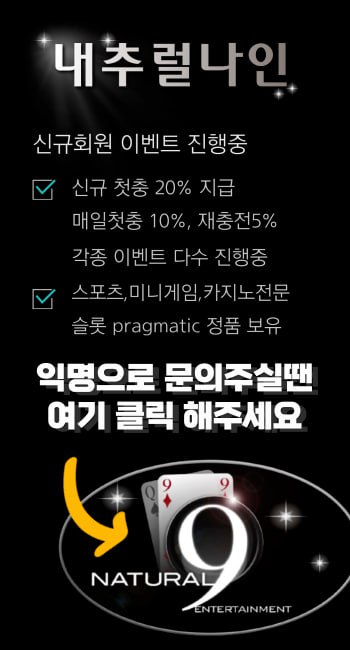 내추럴나인
신규회원 이벤트 진행중
신규 첫충 20% 지급
매일첫충 10%, 재충전5%
각종 이벤트 다수 진행중
스포츠,미니게임,카지노전문
슬롯 pragmatic 정품 보유
익명으로 문의주실땐
여기 클릭 해주세요
Q 9 9
NATURAL 9
ENTERTAINMENT